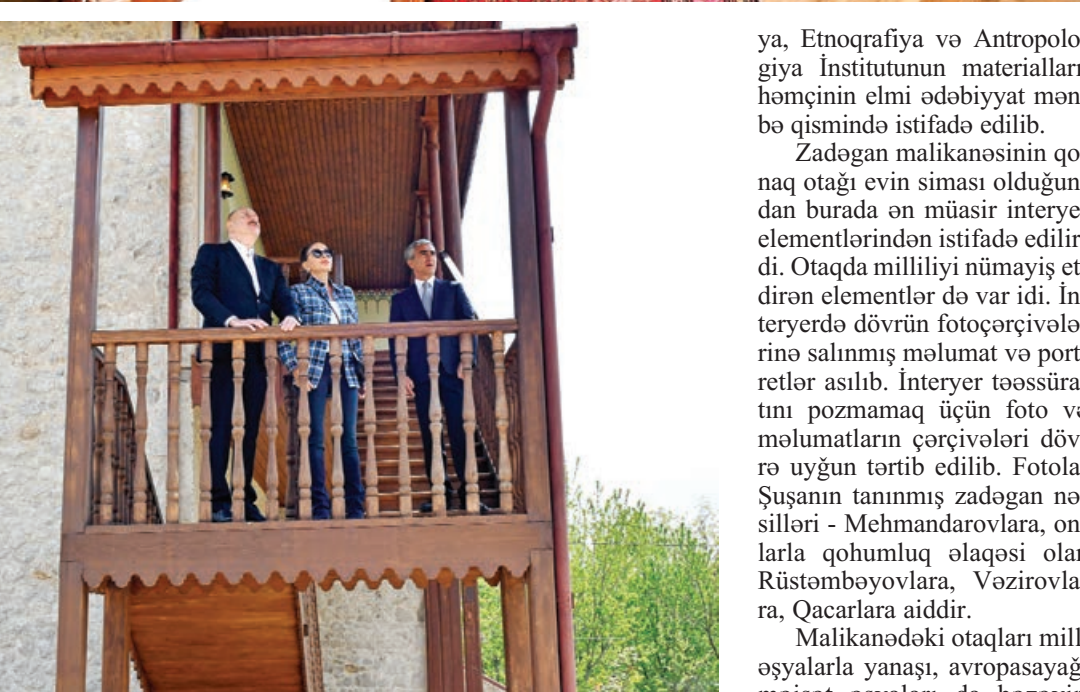 ya, Etnoqrafiya və Antropolo
giya İnstitutunun materialları
həmçinin elmi ədəbiyyat mən
bə qismində istifadə edilib.
Zadəgan malikanəsinin qo
naq otağı evin siması olduğun
dan burada ən müasir interye
elementlərindən istifadə edilir
di. Otaqda milliliyi nümayiş et
dirən elementlər də var idi. İn
teryerdə dövrün fotoçərçivələ
rinə salınmış məlumat və port
retlər asılıb. İnteryer təəssüra
tını pozmamaq üçün foto və
məlumatların çərçivələri döv
rə uyğun tərtib edilib. Fotola
Şuşanın tanınmış zadəgan nə
silləri - Mehmandarovlara, on
larla qohumluq əlaqəsi olan
Rüstəmbəyovlara, Vəzirovla
ra, Qacarlara aiddir.
Malikanədəki otaqları mill
əşyalarla yanaşı, avropasayağ